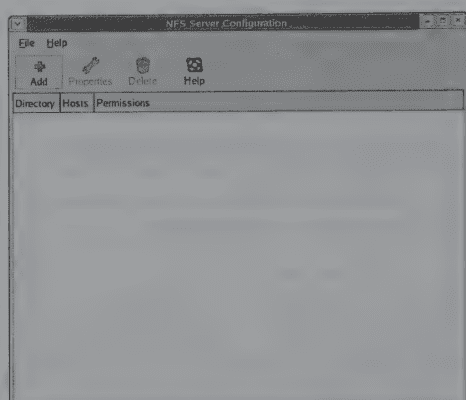 NFS Server Configuration
File Help
Add Properties Delete Help
Directory Hosts Permissions